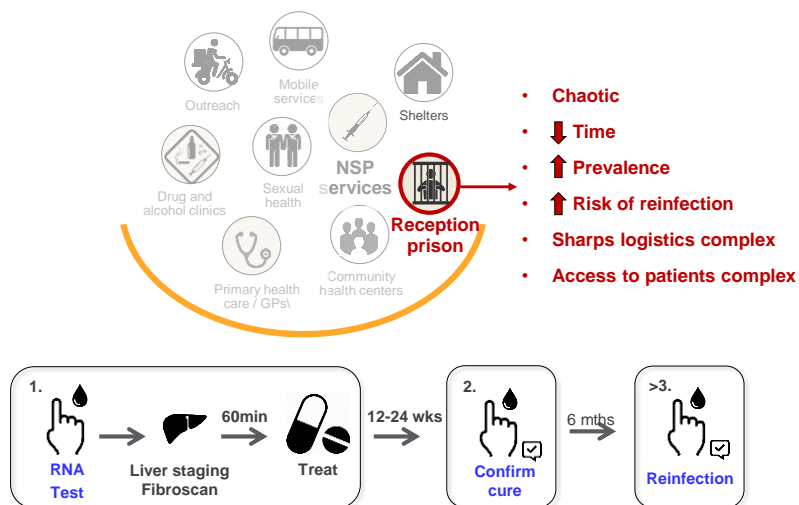 Outreach
Mobile
services
Shelters
Drug and
alcohol clinics
Sexual
health
NSP
services
Reception
prison
Primary health
care / GPs\
Community
health centers
• Chaotic
• Time
• Prevalence
• Risk of reinfection
• Sharps logistics complex
• Access to patients complex
1.
RNA
Test
Liver staging
Fibroscan
60min
Treat
12-24 wks
2.
Confirm
cure
6 mths
>3.
Reinfection